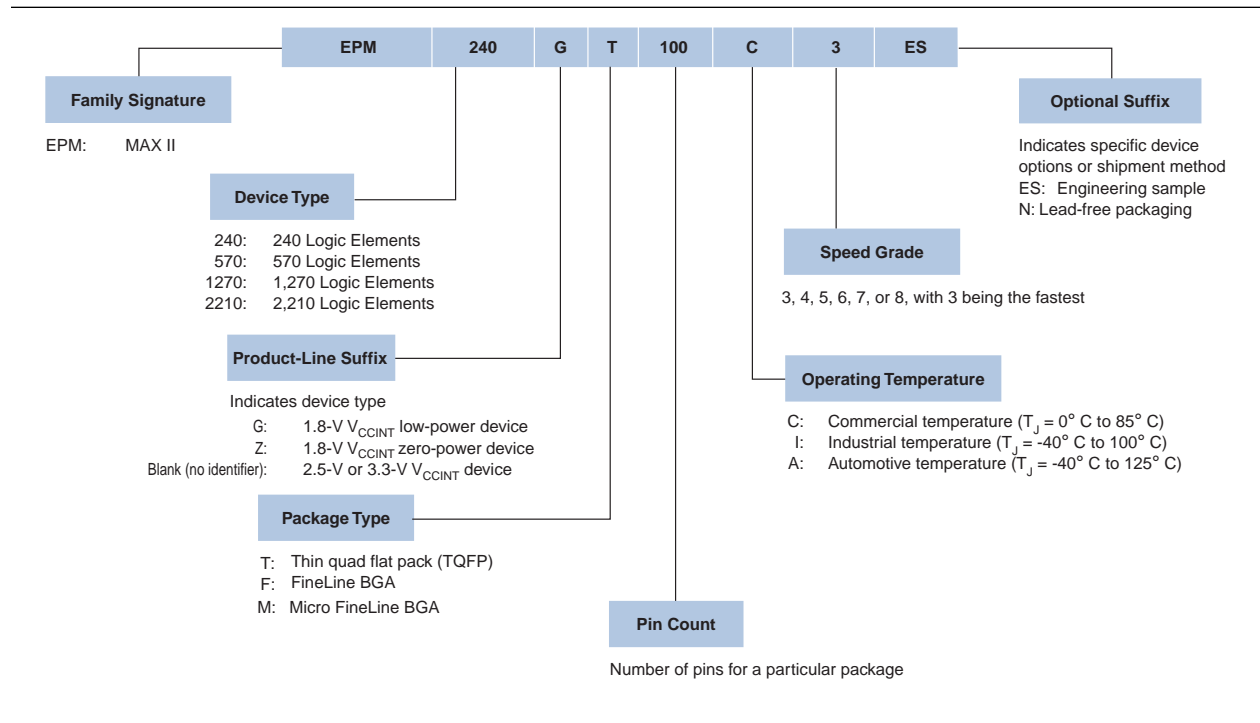 EPM 240 G T 100 C 3 ES
Family Signature
EPM: MAX II
Optional Suffix
Indicates specific device
options or shipment method
ES: Engineering sample
N: Lead-free packaging
Device Type
240: 240 Logic Elements
570: 570 Logic Elements
1270: 1,270 Logic Elements
2210: 2,210 Logic Elements
Speed Grade
3, 4, 5, 6, 7, or 8, with 3 being the fastest
Product-Line Suffix
Indicates device type
G: 1.8-V VCCINT low-power device
Z: 1.8-V VCCINT zero-power device
Blank (no identifier): 2.5-V or 3.3-V VCCINT device
Operating Temperature
C: Commercial temperature (TJ = 0° C to 85° C)
I: Industrial temperature (TJ = -40° C to 100° C)
A: Automotive temperature (TJ = -40° C to 125° C)
Package Type
T: Thin quad flat pack (TQFP)
F: FineLine BGA
M: Micro FineLine BGA
Pin Count
Number of pins for a particular package